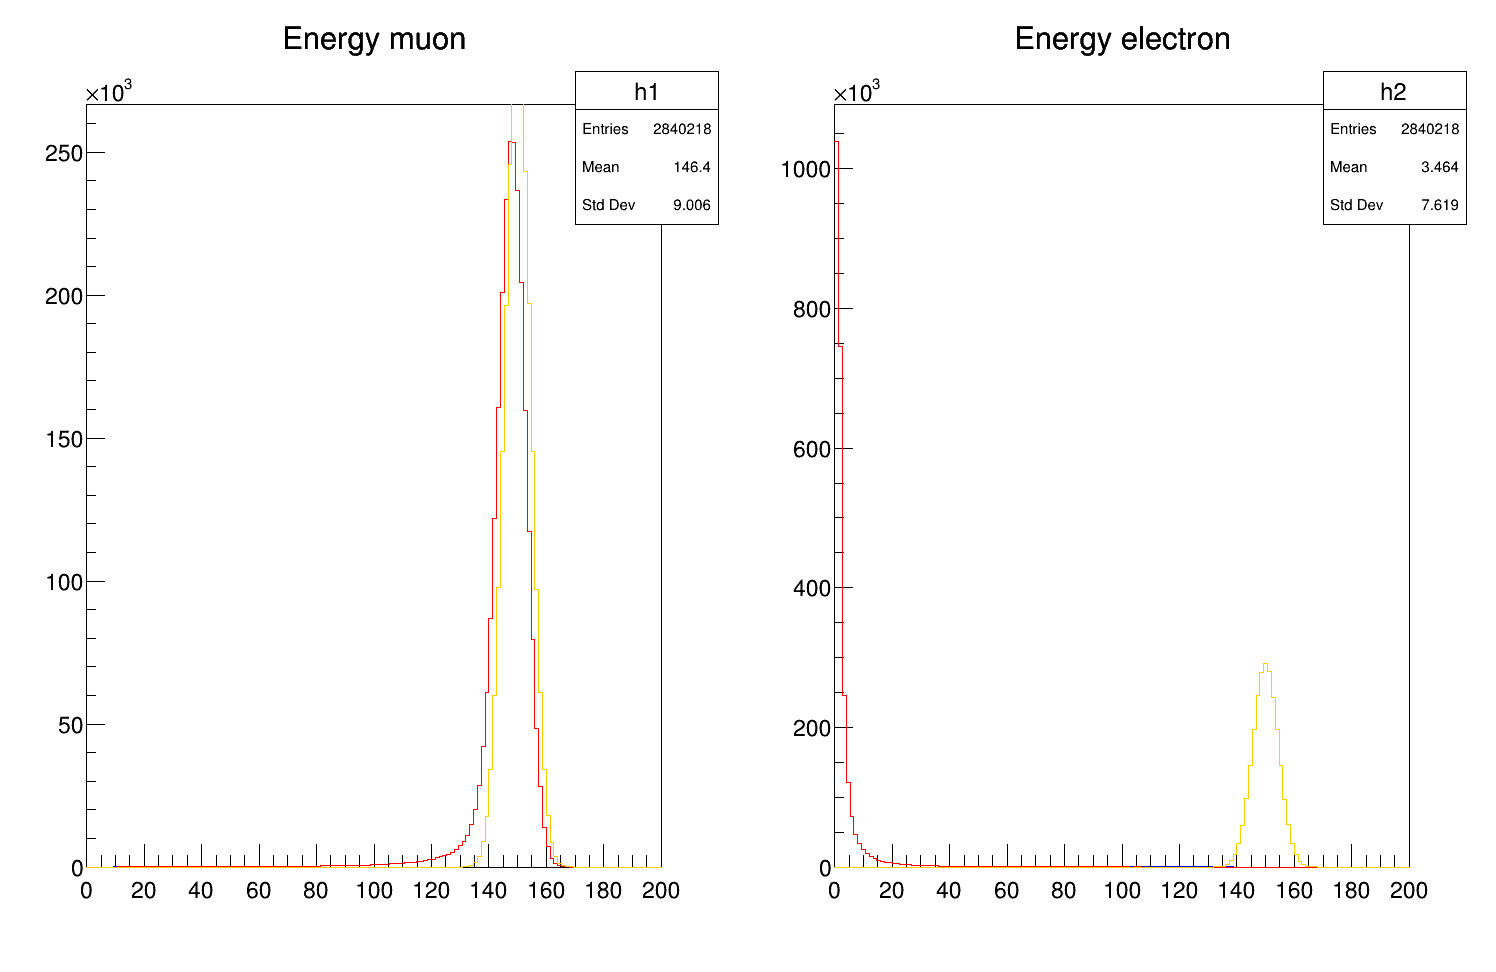 Energy muon
×10³
h1
Entries 2840218
Mean 146.4
Std Dev 9.006
250
200
150
100
50
0
0 20 40 60 80 100 120 140 160 180 200
Energy electron
×10³
h2
Entries 2840218
Mean 3.464
Std Dev 7.619
1000
800
600
400
200
0
0 20 40 60 80 100 120 140 160 180 200